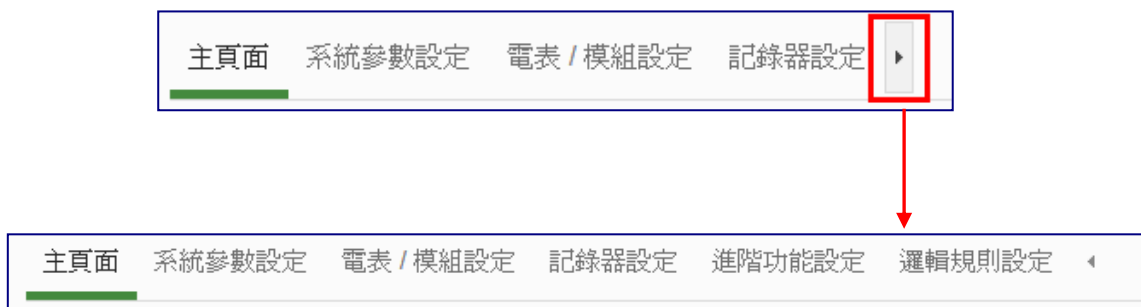 主頁面 系統參數設定 電表 / 模組設定 記錄器設定
主頁面 系統參數設定 電表 / 模組設定 記錄器設定 進階功能設定 邏輯規則設定